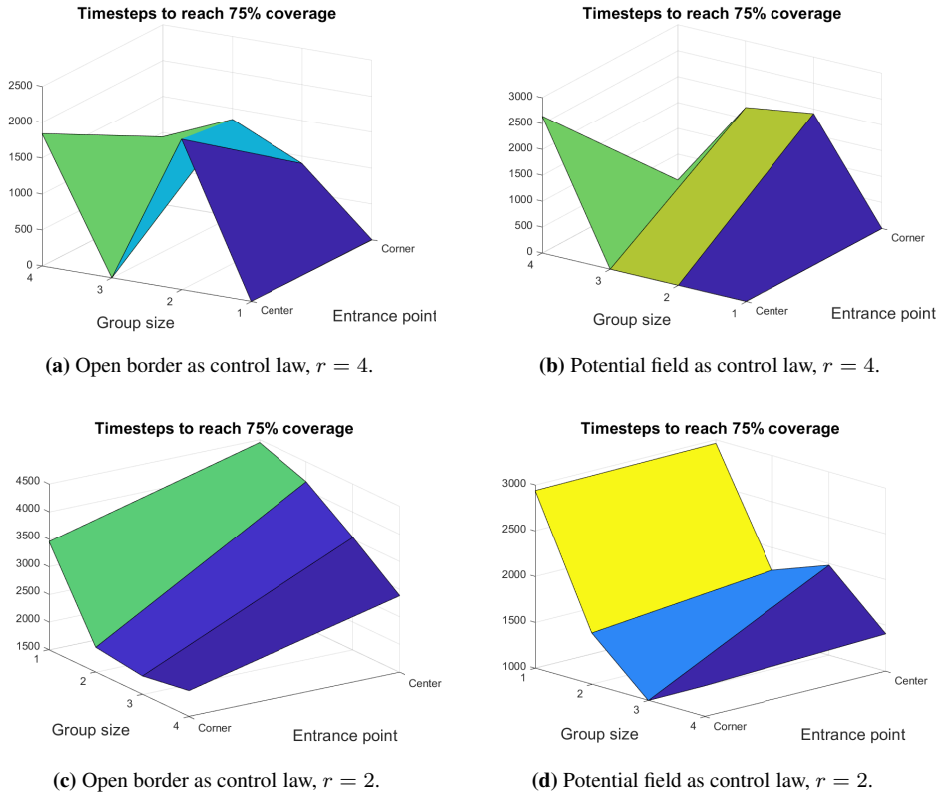 Timesteps to reach 75% coverage
2500
2000
1500
1000
500
0
4
3
2
1
Center
Corner
Group size
Entrance point
(a) Open border as control law, r = 4.
Timesteps to reach 75% coverage
3000
2500
2000
1500
1000
500
0
4
3
2
1
Center
Corner
Group size
Entrance point
(b) Potential field as control law, r = 4.
Timesteps to reach 75% coverage
4500
4000
3500
3000
2500
2000
1500
1
2
3
4
Corner
Center
Group size
Entrance point
(c) Open border as control law, r = 2.
Timesteps to reach 75% coverage
3000
2500
2000
1500
1000
1
2
3
4
Corner
Center
Group size
Entrance point
(d) Potential field as control law, r = 2.